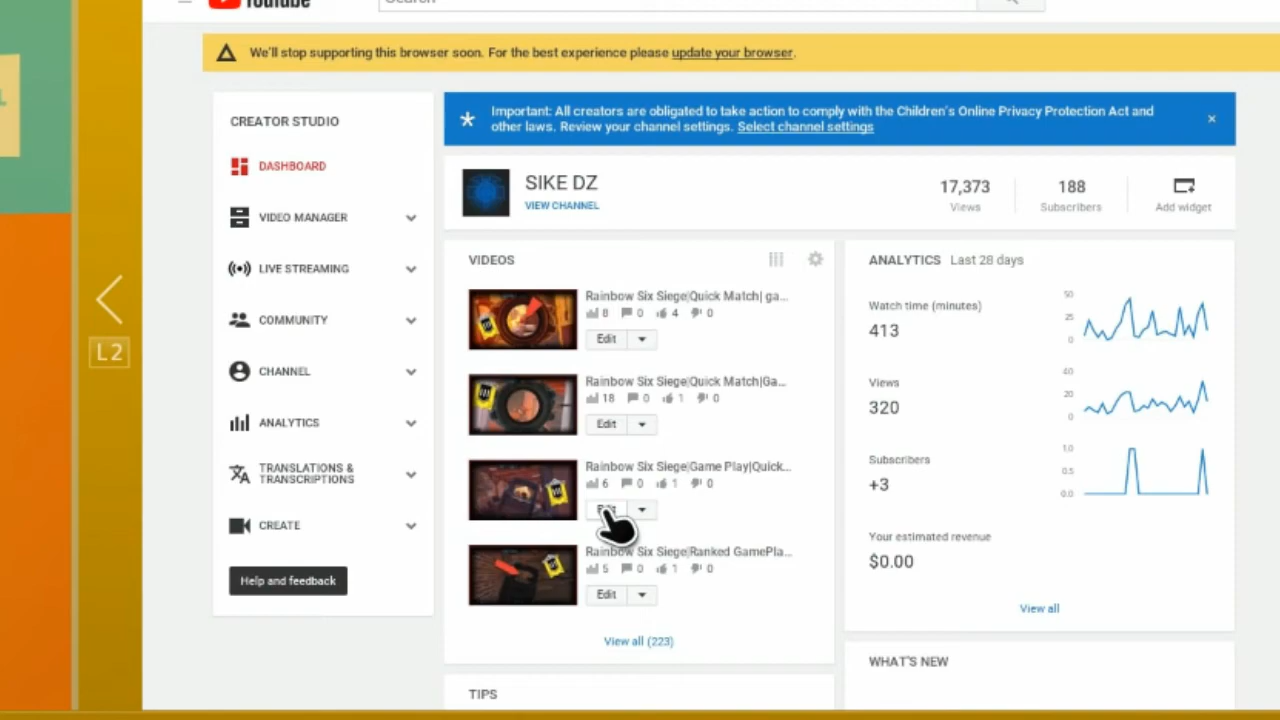 YouTube
Search
We'll stop supporting this browser soon. For the best experience please update your browser.
CREATOR STUDIO
DASHBOARD
VIDEO MANAGER
LIVE STREAMING
COMMUNITY
CHANNEL
ANALYTICS
TRANSLATIONS &
TRANSCRIPTIONS
CREATE
Help and feedback
L2
Important: All creators are obligated to take action to comply with the Children's Online Privacy Protection Act and
other laws. Review your channel settings. Select channel settings
SIKE DZ
VIEW CHANNEL
17,373
Views
188
Subscribers
Add widget
VIDEOS
Rainbow Six Siege|Quick Match| ga...
8 0 4 0
Edit
Rainbow Six Siege|Quick Match|Ga...
18 0 1 0
Edit
Rainbow Six Siege|Game Play|Quick...
6 0 1 0
Rainbow Six Siege|Ranked GamePla...
5 0 1 0
Edit
View all (223)
TIPS
ANALYTICS Last 28 days
Watch time (minutes)
413
50
25
0
Views
320
40
20
0
Subscribers
+3
1.0
0.5
0.0
Your estimated revenue
$0.00
View all
WHAT'S NEW